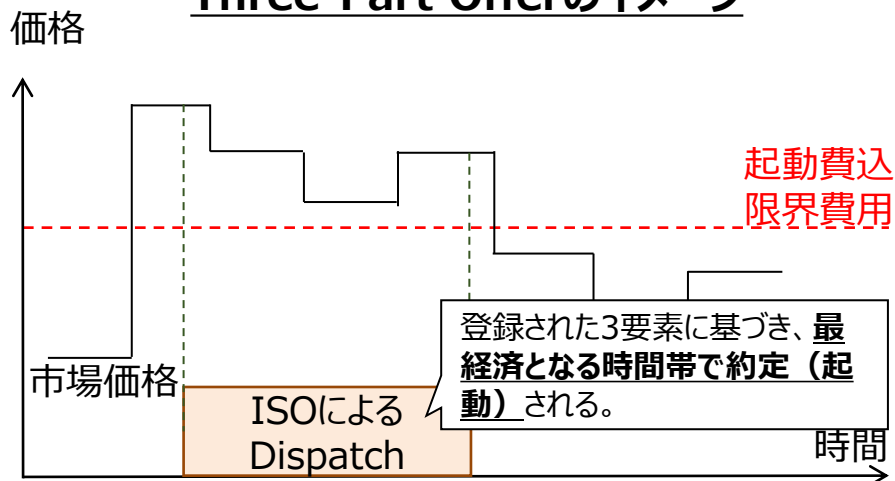 Three Part Offerのイメージ
価格
起動費込
限界費用
登録された3要素に基づき、最
経済となる時間帯で約定（起
動）される。
市場価格
ISOによる
Dispatch
時間